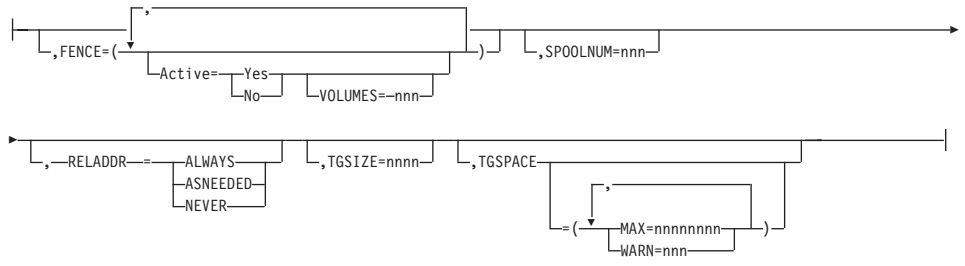 ,
,FENCE=( ) ,SPOOLNUM=nnn
Active= Yes
No VOLUMES= nnn
, RELADDR = ALWAYS ,TGSIZE=nnnn ,TGSPACE
ASNEEDED
NEVER
,
=( MAX=nnnnnnnn )
WARN=nnn